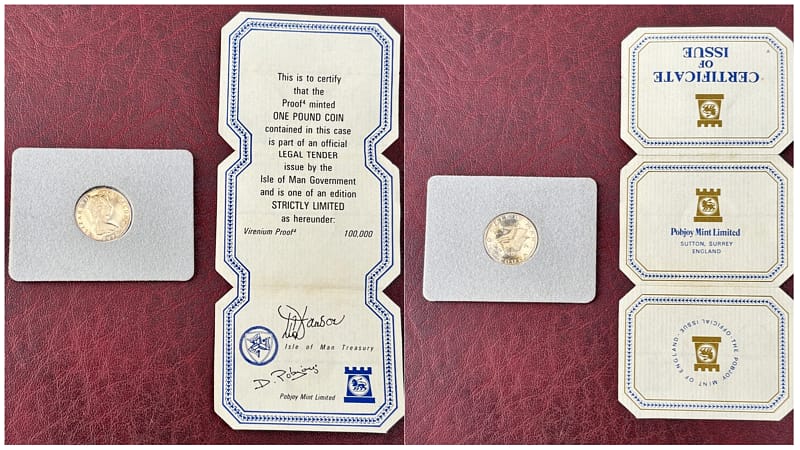 This is to certify
that the
Proof⁴ minted
ONE POUND COIN
contained in this case
is part of an official
LEGAL TENDER
issue by the
Isle of Man Government
and is one of an edition
STRICTLY LIMITED
as hereunder:
Virenium Proof⁴ 100,000
Isle of Man Treasury
D. Pobjoy
Pobjoy Mint Limited
CERTIFICATE
OF
ISSUE
Pobjoy Mint Limited
SUTTON, SURREY
ENGLAND
THE POBJOY MINT OF ENGLAND · THE OFFICIAL ISSUE ·